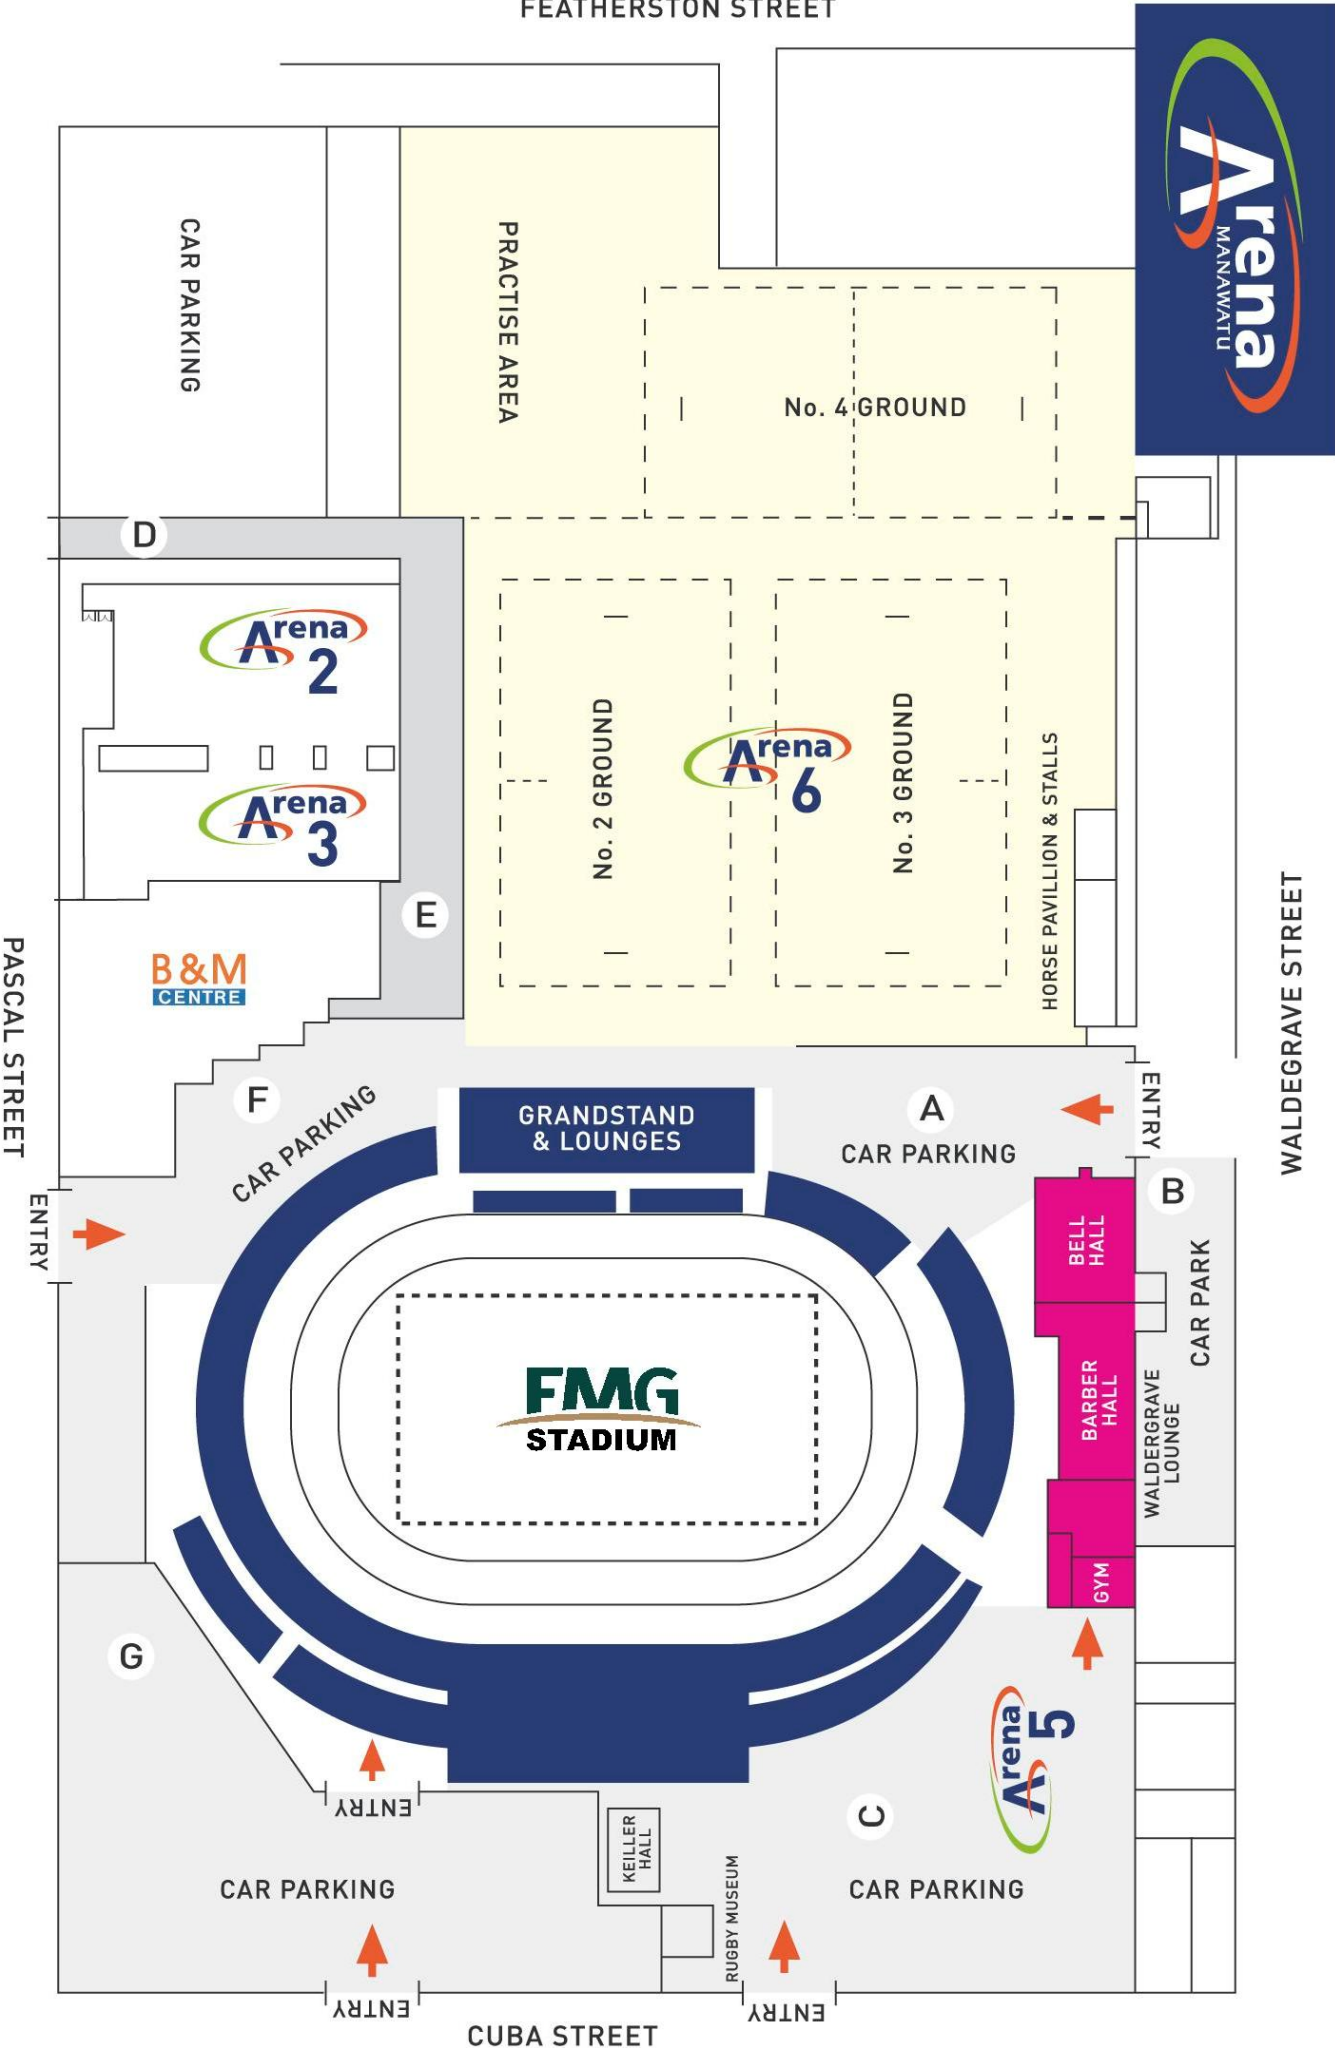 FEATHERSTON STREET
Arena
MANAWATU
CAR PARKING
PRACTISE AREA
No. 4 GROUND
D
Arena
2
Arena
3
No. 2 GROUND
Arena
6
No. 3 GROUND
HORSE PAVILLION & STALLS
E
B&M
CENTRE
PASCAL STREET
WALDEGRAVE STREET
F
CAR PARKING
GRANDSTAND
& LOUNGES
A
CAR PARKING
ENTRY
ENTRY
B
CAR PARK
BELL
HALL
BARBER
HALL
WALDERGRAVE
LOUNGE
GYM
FMG
STADIUM
G
Arena
5
ENTRY
KEILLER
HALL
C
CAR PARKING
CAR PARKING
RUGBY MUSEUM
ENTRY
ENTRY
CUBA STREET